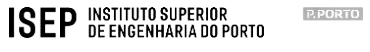 ISEP INSTITUTO SUPERIOR
DE ENGENHARIA DO PORTO
P.PORTO